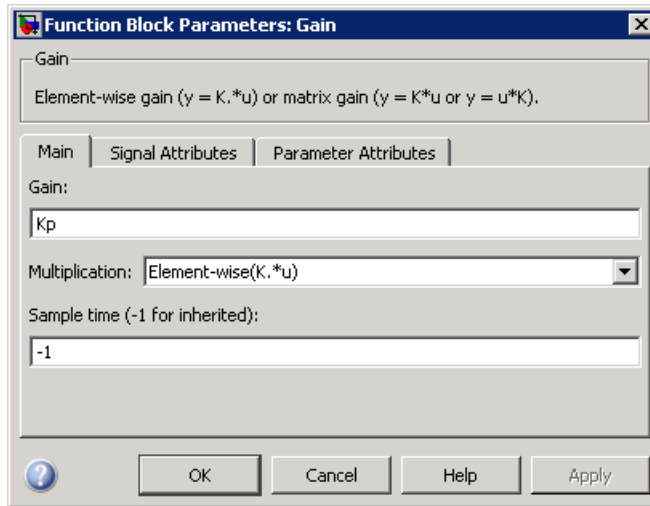 Function Block Parameters: Gain
Gain
Element-wise gain (y = K.*u) or matrix gain (y = K*u or y = u*K).
Main Signal Attributes Parameter Attributes
Gain:
Kp
Multiplication: Element-wise(K.*u)
Sample time (-1 for inherited):
-1
OK Cancel Help Apply